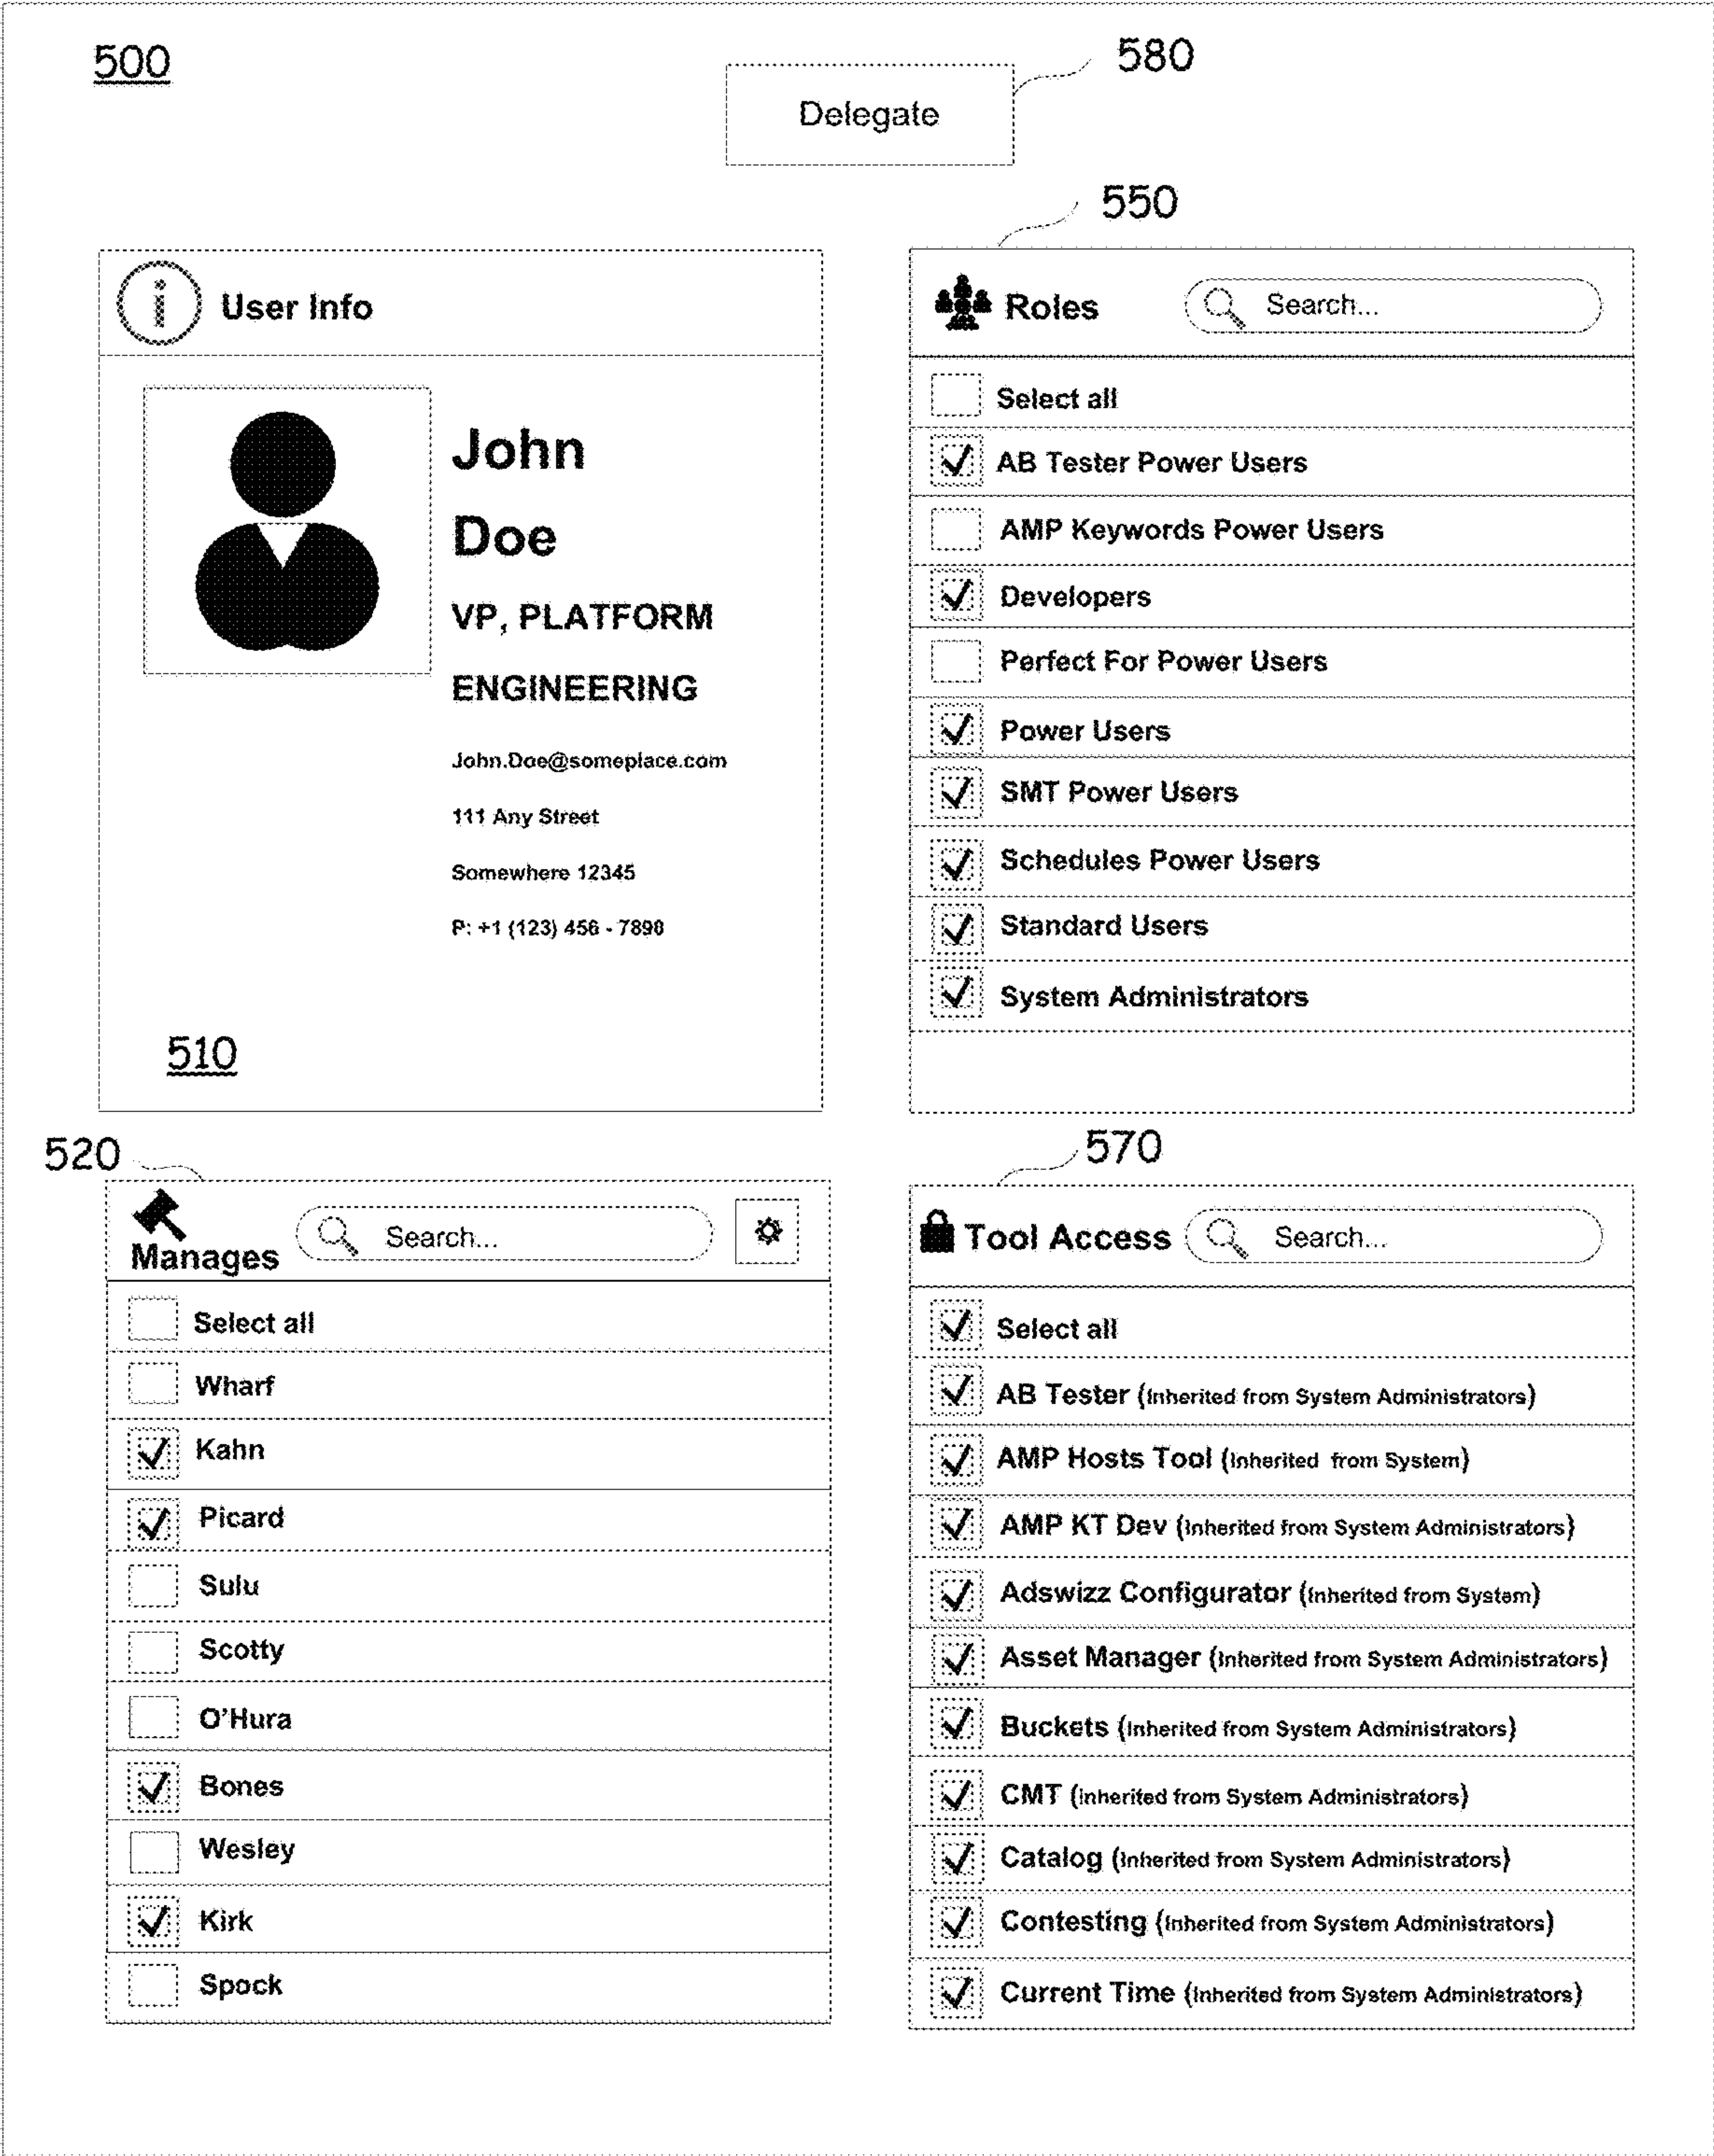 500
580
Delegate
550
i User Info
John
Doe
VP, PLATFORM
ENGINEERING
John.Doe@someplace.com
111 Any Street
Somewhere 12345
P: +1 (123) 456 - 7890
510
Roles Search...
Select all
AB Tester Power Users
AMP Keywords Power Users
Developers
Perfect For Power Users
Power Users
SMT Power Users
Schedules Power Users
Standard Users
System Administrators
520
Manages Search...
Select all
Wharf
Kahn
Picard
Sulu
Scotty
O'Hura
Bones
Wesley
Kirk
Spock
570
Tool Access Search...
Select all
AB Tester (Inherited from System Administrators)
AMP Hosts Tool (Inherited from System)
AMP KT Dev (Inherited from System Administrators)
Adswizz Configurator (Inherited from System)
Asset Manager (Inherited from System Administrators)
Buckets (Inherited from System Administrators)
CMT (Inherited from System Administrators)
Catalog (Inherited from System Administrators)
Contesting (Inherited from System Administrators)
Current Time (Inherited from System Administrators)